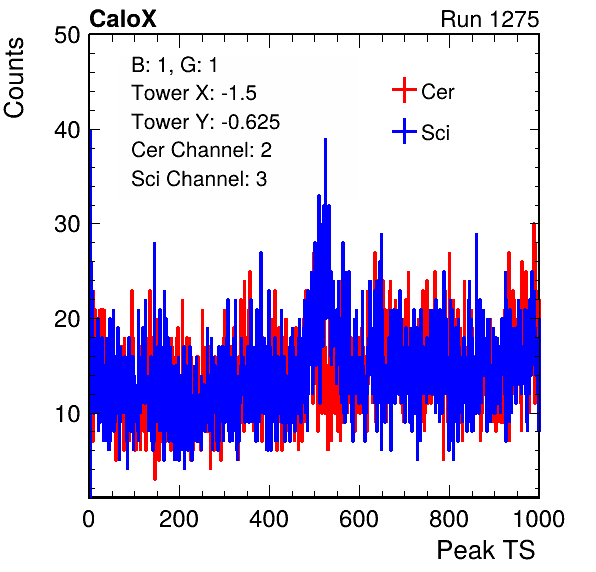 CaloX Run 1275
Counts
50
40
30
20
10
B: 1, G: 1
Tower X: -1.5
Tower Y: -0.625
Cer Channel: 2
Sci Channel: 3
Cer
Sci
0 200 400 600 800 1000
Peak TS